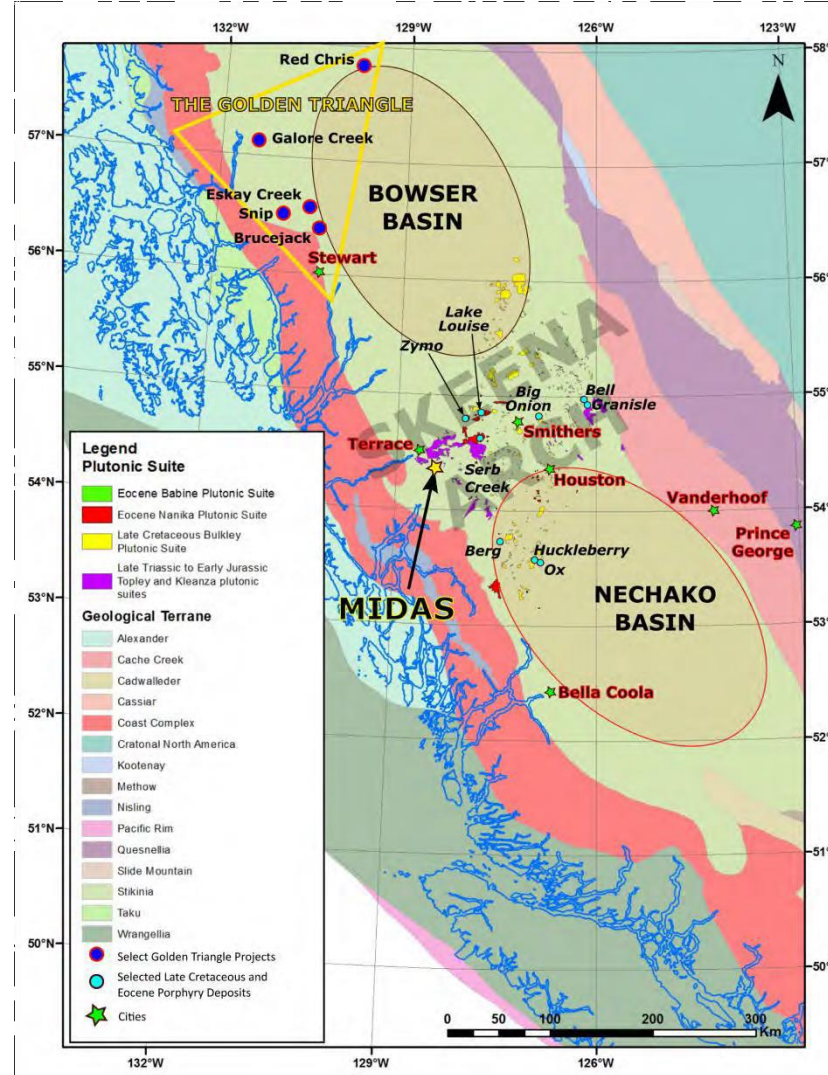 132°W
129°W
126°W
123°W
58°
Red Chris
N
THE GOLDEN TRIANGLE
57°N
57°N
Galore Creek
BOWSER
BASIN
Eskay Creek
Snip
Brucejack
56°N
56°N
Stewart
Lake
Louise
Zymo
55°N
55°N
SKEENA
ARCH
Big
Onion
Bell
Granisle
Smithers
Terrace
Serb
Creek
Houston
54°N
54°N
Vanderhoof
Prince
George
Berg
Huckleberry
Ox
MIDAS
53°N
53°N
NECHAKO
BASIN
Bella Coola
52°N
52°N
51°N
51°
50°N
50°N
Legend
Plutonic Suite
Eocene Babine Plutonic Suite
Eocene Nanika Plutonic Suite
Late Cretaceous Bulkley
Plutonic Suite
Late Triassic to Early Jurassic
Topley and Kleanza plutonic
suites
Geological Terrane
Alexander
Cache Creek
Cadwalleder
Cassiar
Coast Complex
Cratonal North America
Kootenay
Methow
Nisling
Pacific Rim
Quesnellia
Slide Mountain
Stikinia
Taku
Wrangellia
Select Golden Triangle Projects
Selected Late Cretaceous and
Eocene Porphyry Deposits
Cities
0 25 50 100 200 300
Km
132°W
129°W
126°W